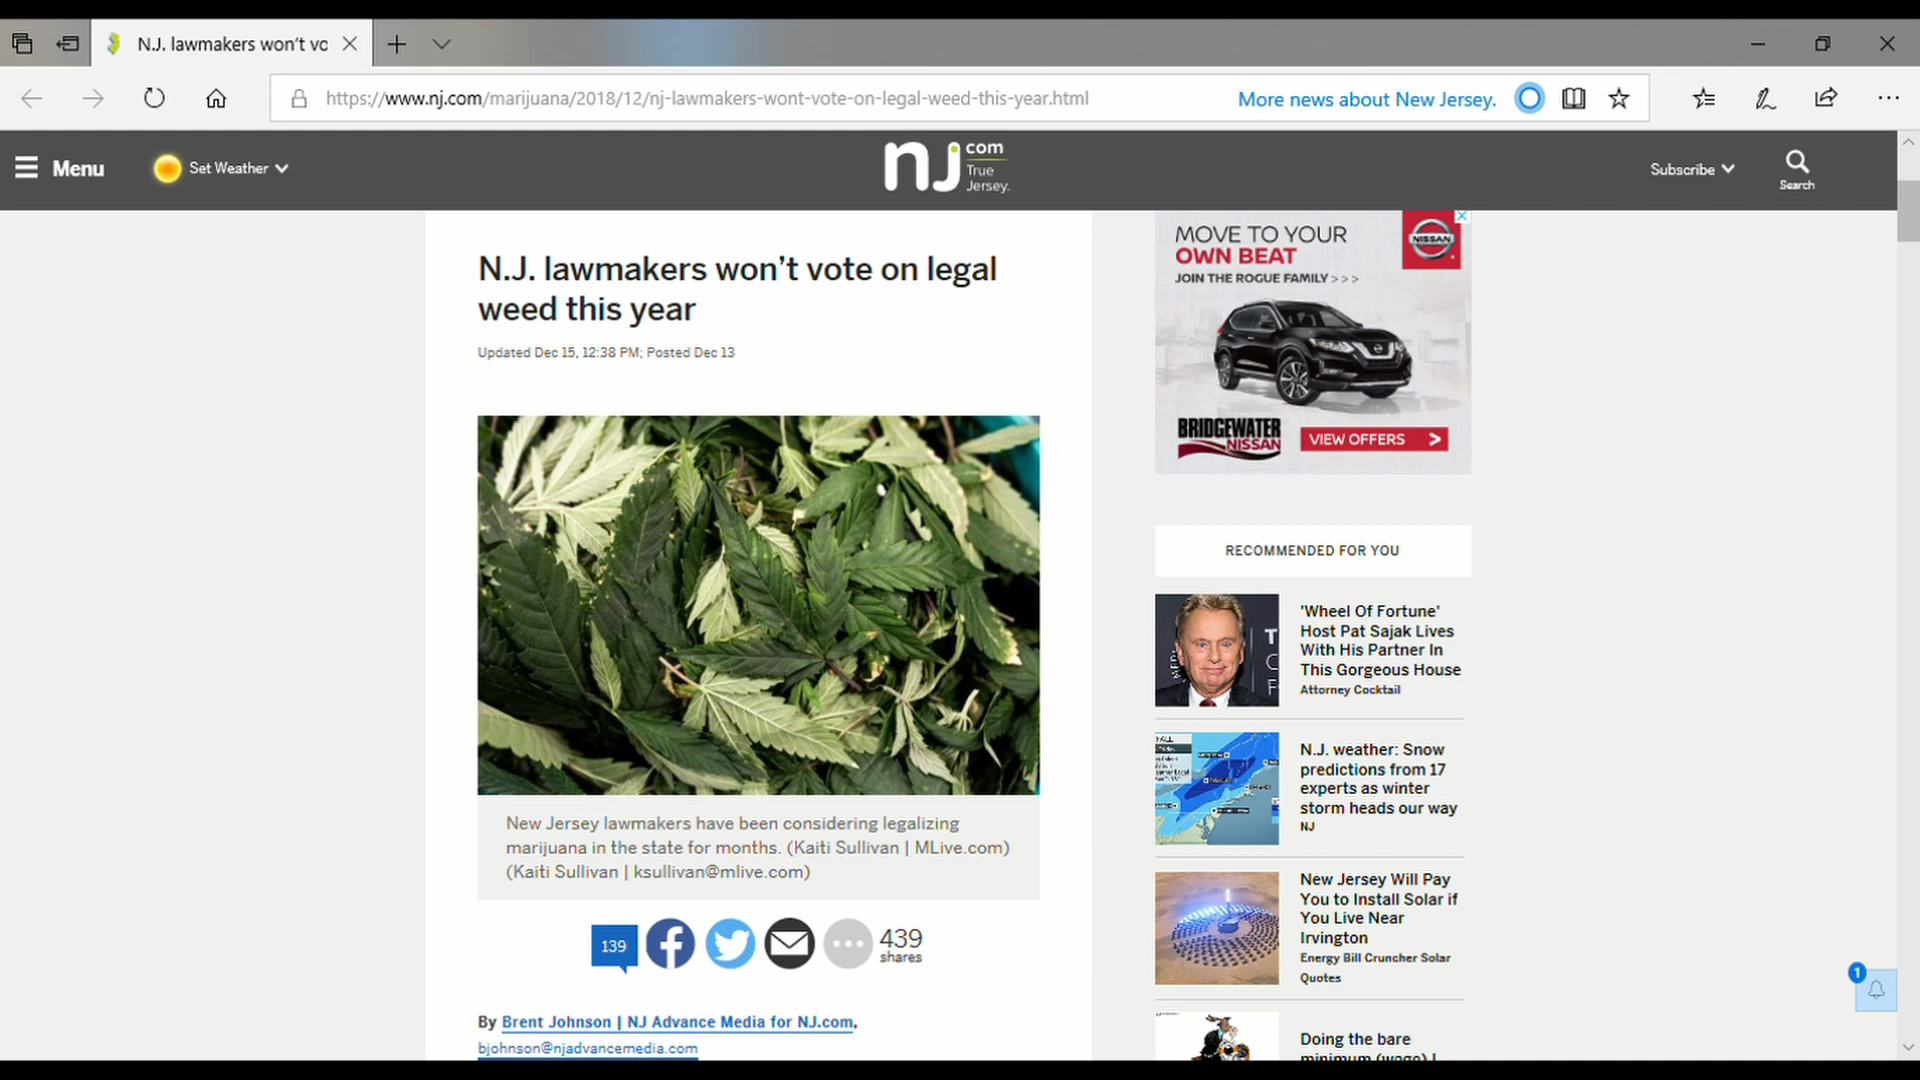 N.J. lawmakers won't vo
https://www.nj.com/marijuana/2018/12/nj-lawmakers-wont-vote-on-legal-weed-this-year.html
More news about New Jersey.
Menu
Set Weather
nj
com
True
Jersey.
Subscribe
Search
N.J. lawmakers won't vote on legal
weed this year
Updated Dec 15, 12:38 PM; Posted Dec 13
New Jersey lawmakers have been considering legalizing
marijuana in the state for months. (Kaiti Sullivan | MLive.com)
(Kaiti Sullivan | ksullivan@mlive.com)
139
439
shares
By Brent Johnson | NJ Advance Media for NJ.com,
bjohnson@njadvancemedia.com
MOVE TO YOUR
OWN BEAT
JOIN THE ROGUE FAMILY >>>
NISSAN
BRIDGEWATER
NISSAN
VIEW OFFERS >
RECOMMENDED FOR YOU
'Wheel Of Fortune'
Host Pat Sajak Lives
With His Partner In
This Gorgeous House
Attorney Cocktail
N.J. weather: Snow
predictions from 17
experts as winter
storm heads our way
NJ
New Jersey Will Pay
You to Install Solar if
You Live Near
Irvington
Energy Bill Cruncher Solar
Quotes
Doing the bare
minimum (wage) |
1